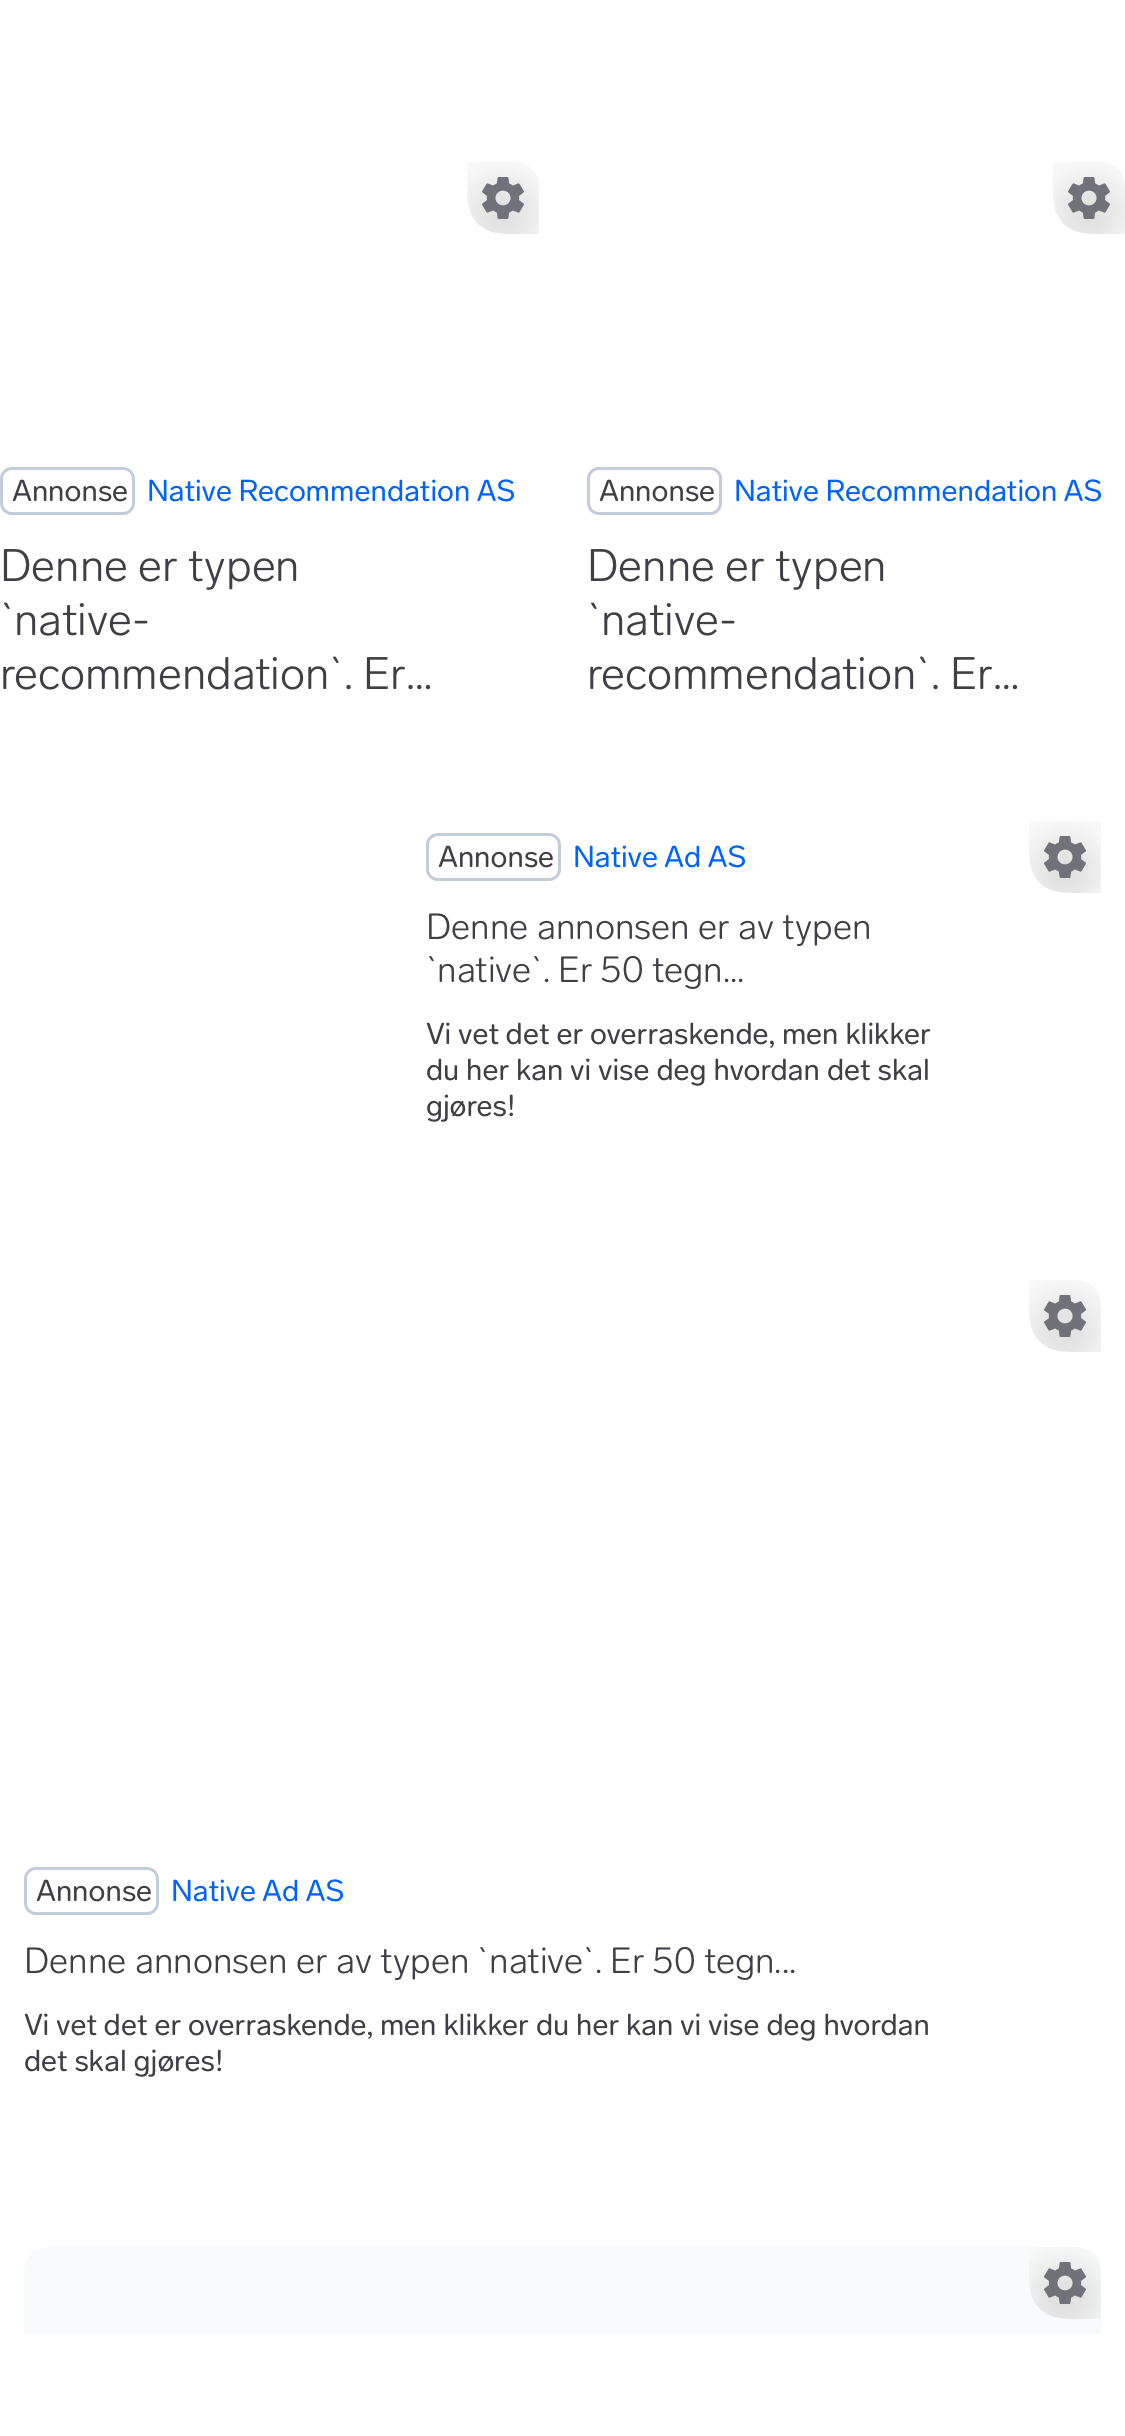 Annonse Native Recommendation AS
Denne er typen
`native-
recommendation`. Er...
Annonse Native Recommendation AS
Denne er typen
`native-
recommendation`. Er...
Annonse Native Ad AS
Denne annonsen er av typen
`native`. Er 50 tegn...
Vi vet det er overraskende, men klikker
du her kan vi vise deg hvordan det skal
gjøres!
Annonse Native Ad AS
Denne annonsen er av typen `native`. Er 50 tegn...
Vi vet det er overraskende, men klikker du her kan vi vise deg hvordan
det skal gjøres!